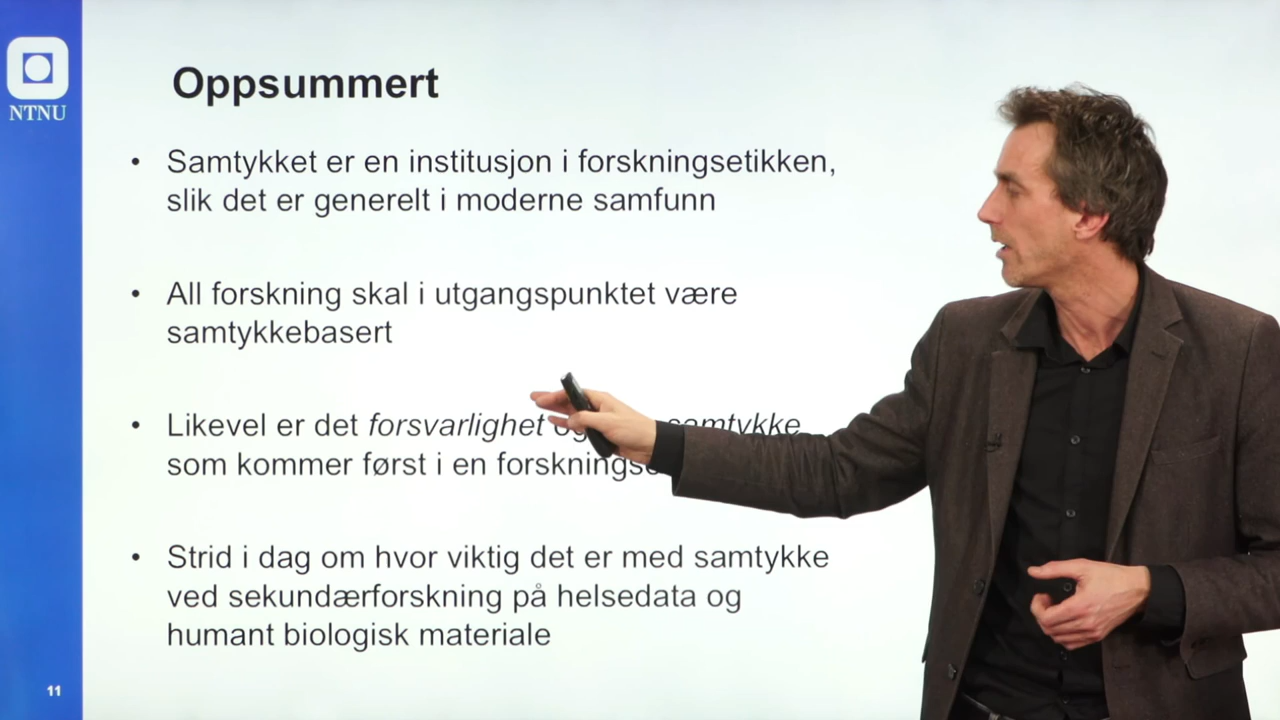 NTNU
Oppsummert
• Samtykket er en institusjon i forskningsetikken,
slik det er generelt i moderne samfunn
• All forskning skal i utgangspunktet være
samtykkebasert
• Likevel er det forsvarlighet og samtykke
som kommer først i en
• Strid i dag om hvor viktig det er med samtykke
ved sekundærforskning på helsedata og
humant biologisk materiale
11